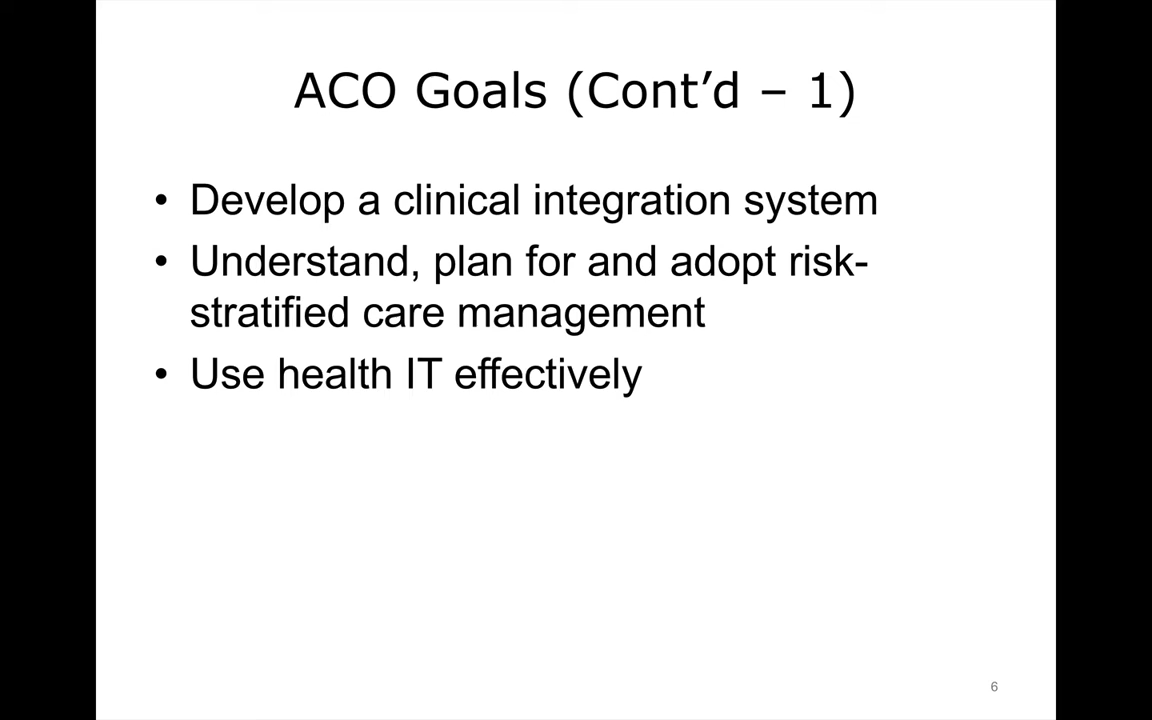 ACO Goals (Cont’d – 1)
• Develop a clinical integration system
• Understand, plan for and adopt risk-
stratified care management
• Use health IT effectively
6